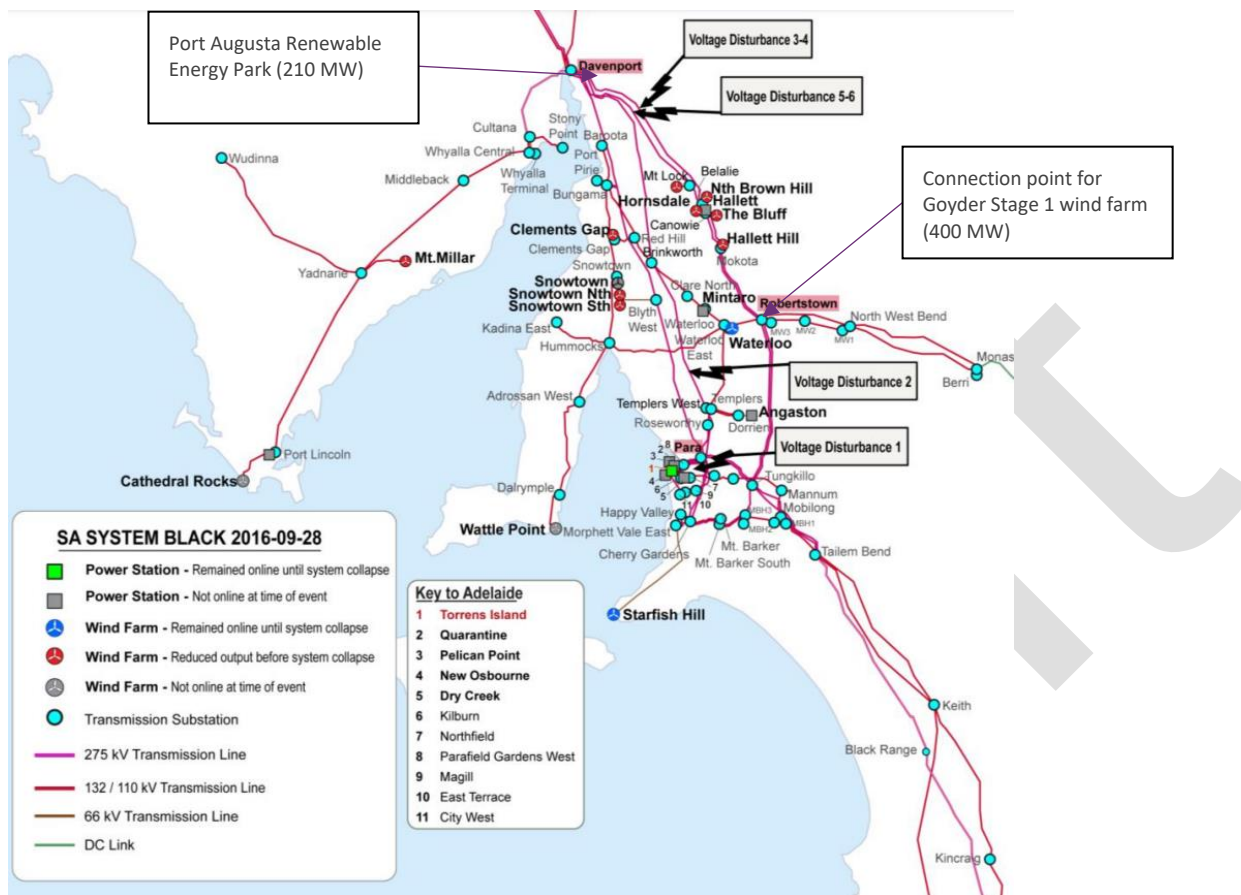 Port Augusta Renewable
Energy Park (210 MW)
Voltage Disturbance 3-4
Davenport
Voltage Disturbance 5-6
Cultana
Stony
Point
Baroota
Wudinna
Whyalla Central
Port
Pirie
Mt Lock
Belalie
Connection point for
Goyder Stage 1 wind farm
(400 MW)
Middleback
Whyalla
Terminal
Bungama
Nth Brown Hill
Hornsdale
Hallett
The Bluff
Canowie
Clements Gap
Red Hill
Hallett Hill
Clements Gap
Brinkworth
Mokota
Mt.Millar
Snowtown
Yadnarie
Clare North
Snowtown
Mintaro
Robertstown
Snowtown Nth
Snowtown Sth
Blyth
West
North West Bend
Kadina East
Waterloo
MW3
MW2
MW1
Hummocks
Waterloo
East
Waterloo
Monas
Berri
Voltage Disturbance 2
Adrossan West
Templers West
Templers
Angaston
Roseworthy
Dorrien
Para
Voltage Disturbance 1
8
2
3
1
4
6
5
7
9
11
10
Port Lincoln
Tungkillo
Cathedral Rocks
Dalrymple
Mannum
Happy Valley
Mobilong
MBH3
Wattle Point
Morphett Vale East
MBH2
MBH1
Cherry Gardens
Mt. Barker
Mt. Barker South
Tailem Bend
Starfish Hill
Keith
Black Range
Kincraig
SA SYSTEM BLACK 2016-09-28
Power Station - Remained online until system collapse
Power Station - Not online at time of event
Wind Farm - Remained online until system collapse
Wind Farm - Reduced output before system collapse
Wind Farm - Not online at time of event
Transmission Substation
275 kV Transmission Line
132 / 110 kV Transmission Line
66 kV Transmission Line
DC Link
Key to Adelaide
1 Torrens Island
2 Quarantine
3 Pelican Point
4 New Osbourne
5 Dry Creek
6 Kilburn
7 Northfield
8 Parafield Gardens West
9 Magill
10 East Terrace
11 City West